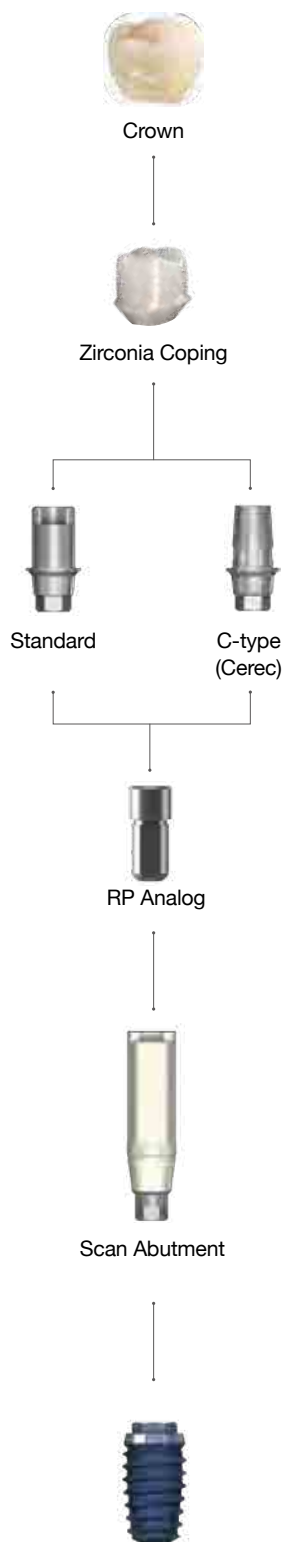 Crown
Zirconia Coping
Standard
C-type
(Cerec)
RP Analog
Scan Abutment